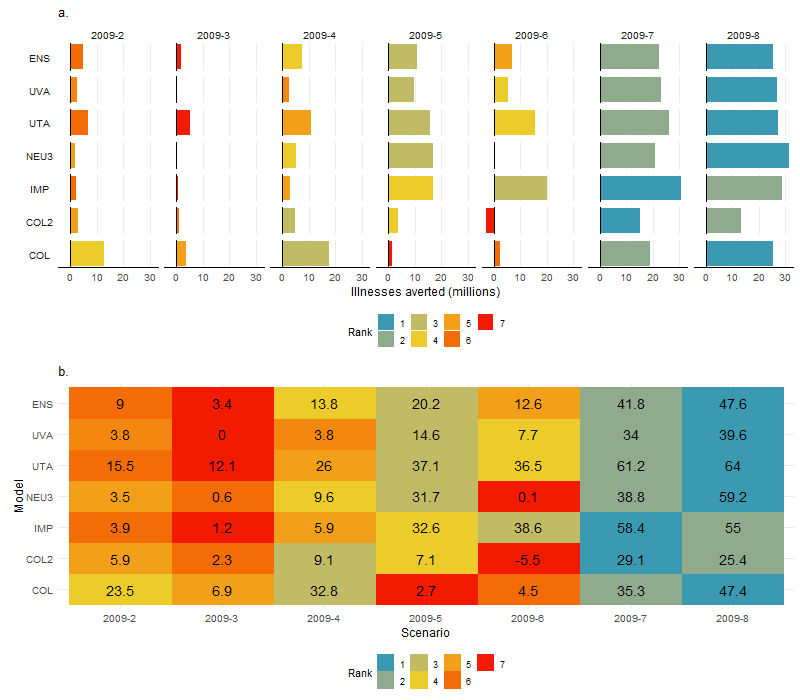 a.
2009-2 2009-3 2009-4 2009-5 2009-6 2009-7 2009-8
ENS
UVA
UTA
NEU3
IMP
COL2
COL
0 10 20 30 0 10 20 30 0 10 20 30 0 10 20 30 0 10 20 30 0 10 20 30 0 10 20 30
Illnesses averted (millions)
Rank 1 3 5 7
2 4 6
b.
ENS 9 3.4 13.8 20.2 12.6 41.8 47.6
UVA 3.8 0 3.8 14.6 7.7 34 39.6
UTA 15.5 12.1 26 37.1 36.5 61.2 64
NEU3 3.5 0.6 9.6 31.7 0.1 38.8 59.2
IMP 3.9 1.2 5.9 32.6 38.6 58.4 55
COL2 5.9 2.3 9.1 7.1 -5.5 29.1 25.4
COL 23.5 6.9 32.8 2.7 4.5 35.3 47.4
Model
2009-2 2009-3 2009-4 2009-5 2009-6 2009-7 2009-8
Scenario
Rank 1 3 5 7
2 4 6